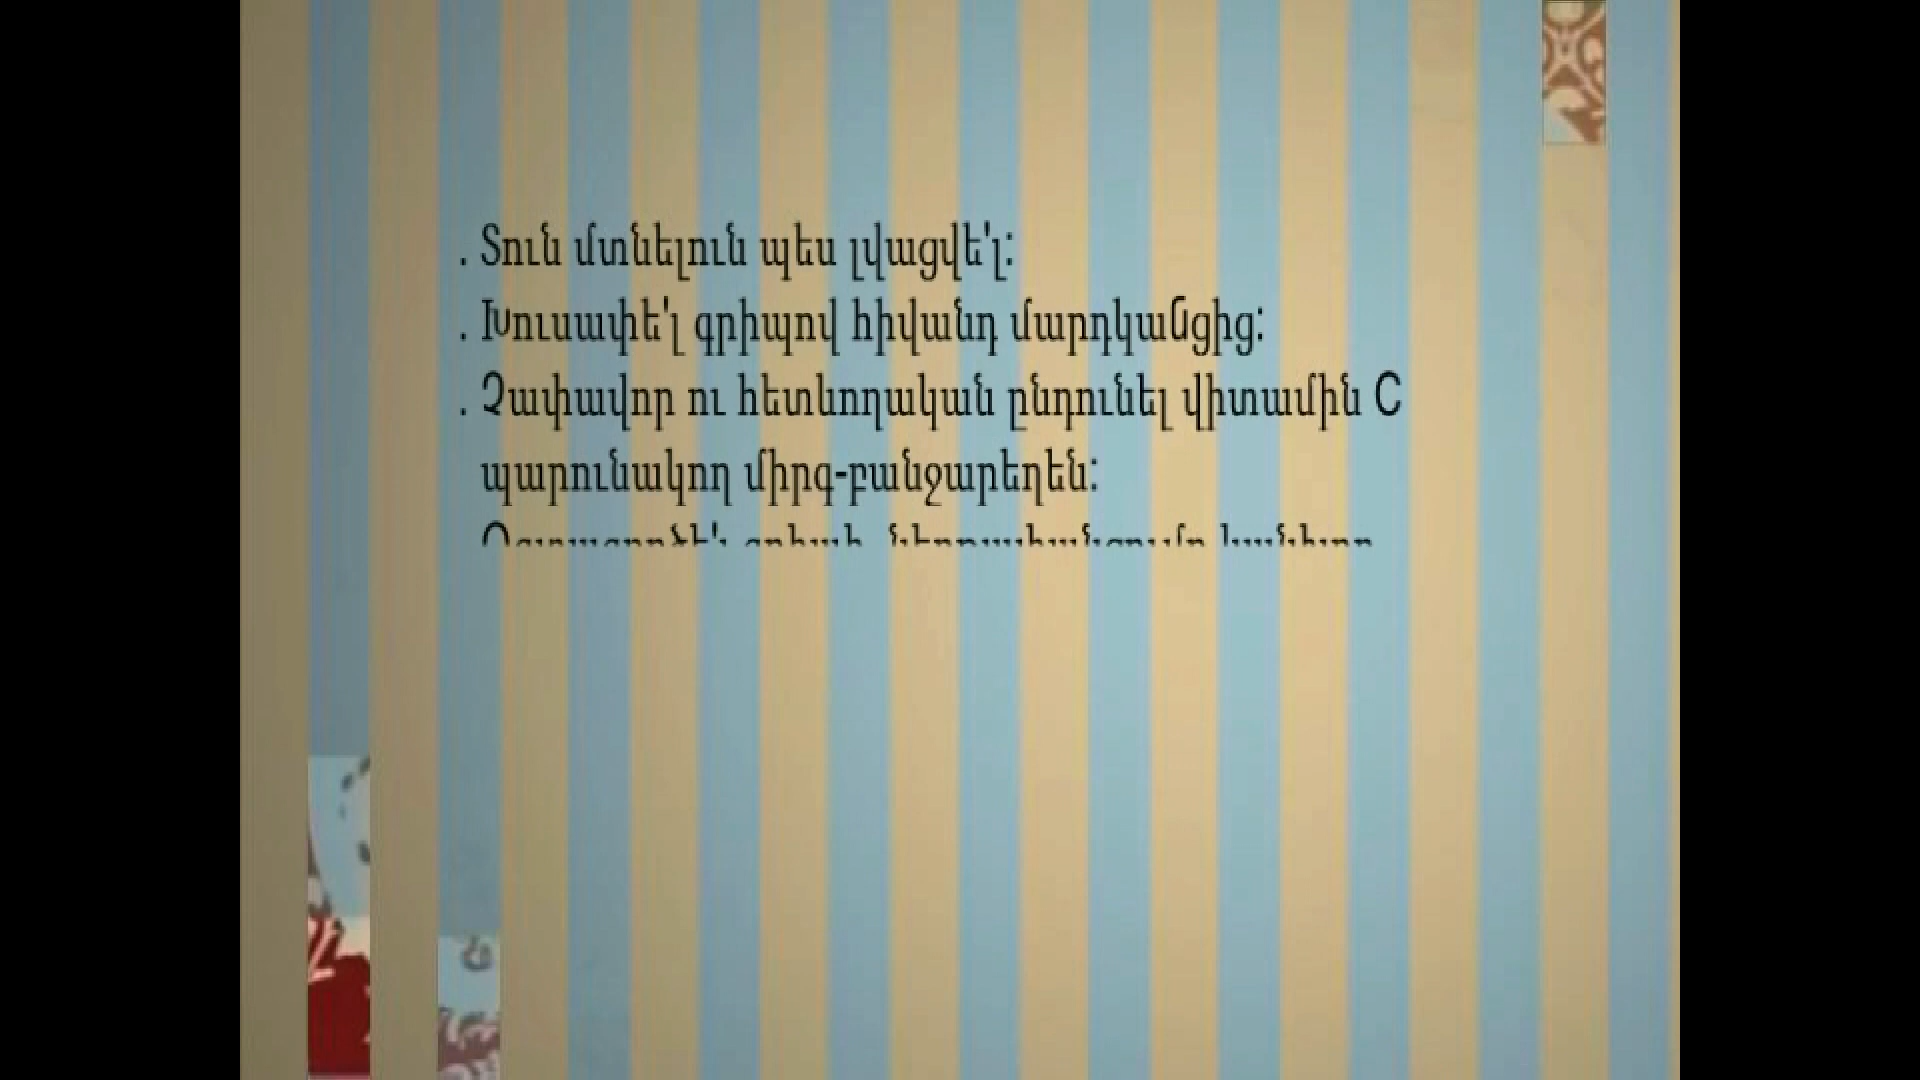 . Տուն մտնելուն պես լվացվե'լ:
. Խուսափե'լ գրիպով հիվանդ մարդկանցից:
. Չափավոր ու հետևողական ընդունել վիտամին C
պարունակող միրգ-բանջարեղեն: